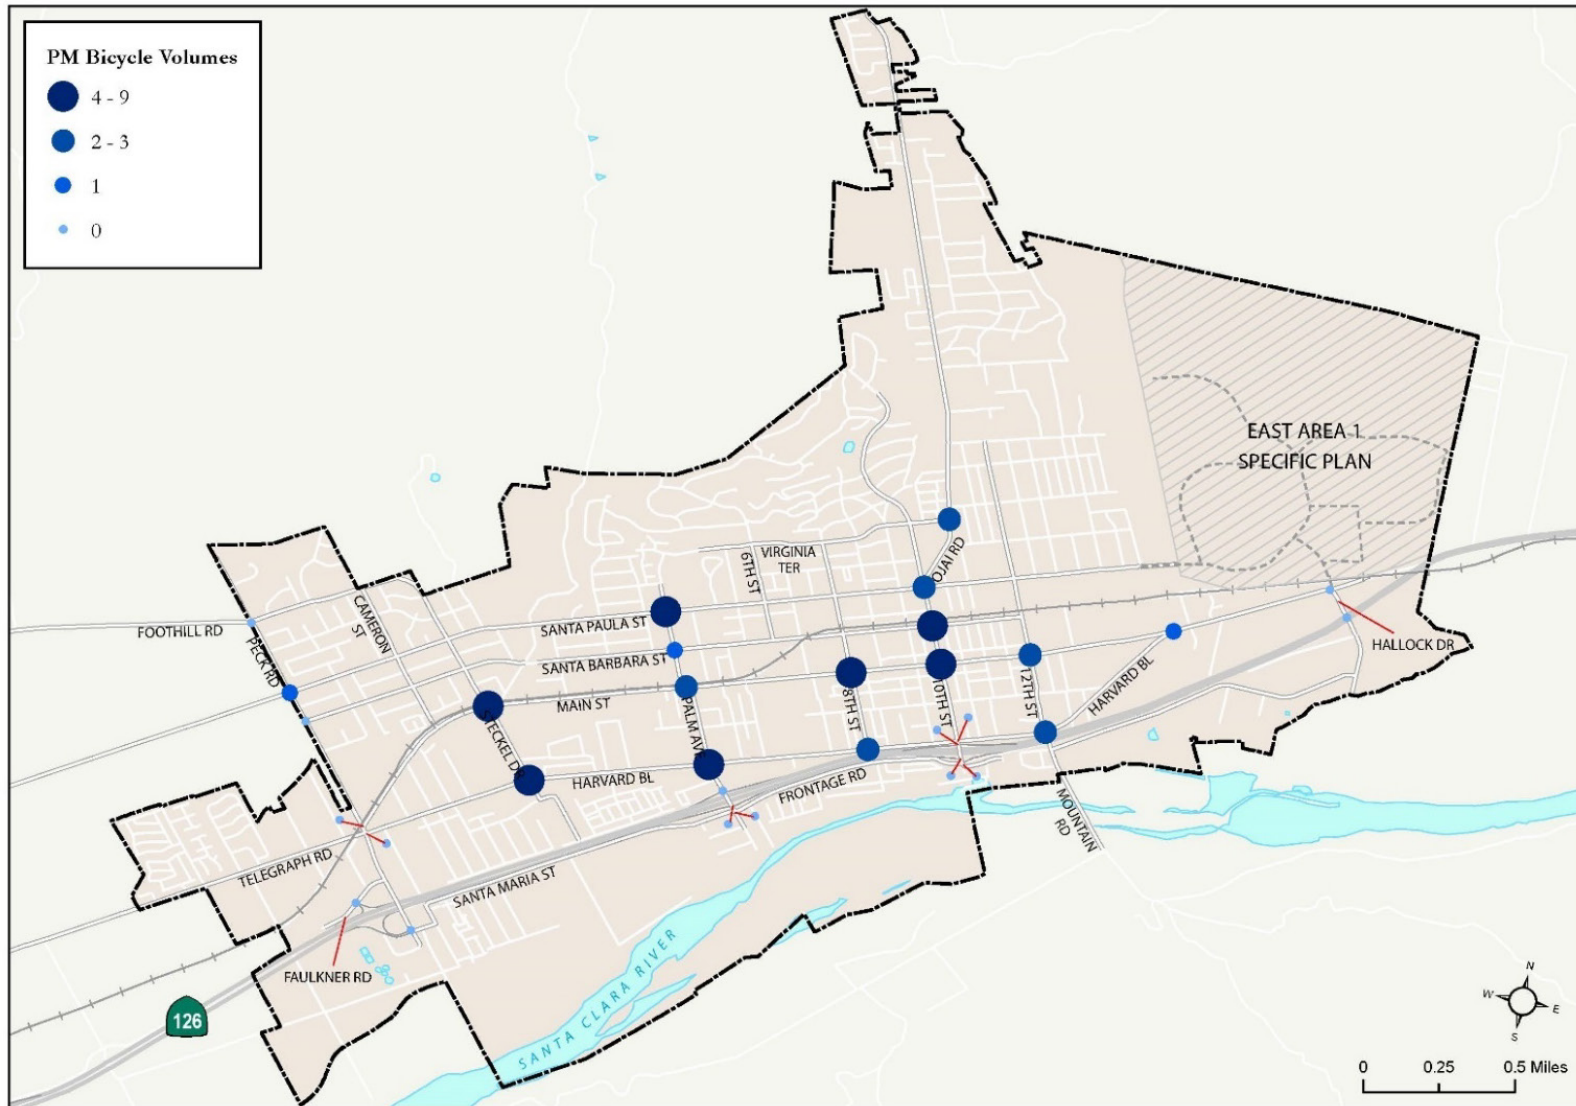 PM Bicycle Volumes
4 - 9
2 - 3
1
0
EAST AREA 1
SPECIFIC PLAN
VIRGINIA
TER
6TH ST
OJAI RD
FOOTHILL RD
CAMERON
ST
PECK RD
SANTA PAULA ST
SANTA BARBARA ST
MAIN ST
STECKEL DR
PALM AVE
8TH ST
10TH ST
12TH ST
HARVARD BL
HALLOCK DR
HARVARD BL
FRONTAGE RD
MOUNTAIN
RD
TELEGRAPH RD
SANTA MARIA ST
FAULKNER RD
SANTA CLARA RIVER
126
N
W
E
S
0 0.25 0.5 Miles